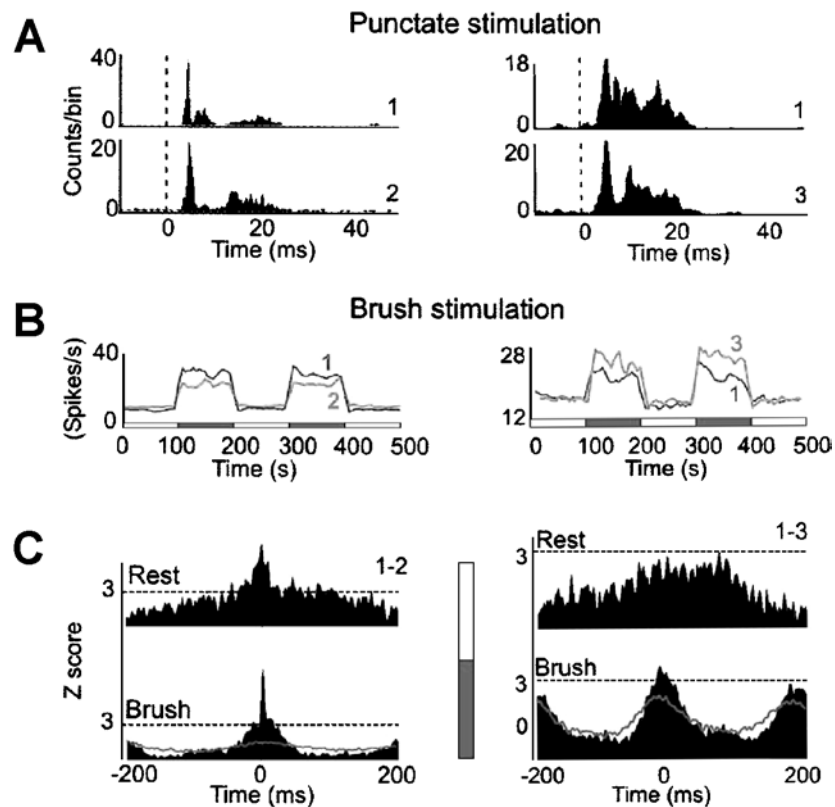 A
Punctate stimulation
Counts/bin
40
0
1
20
0
2
0 20 40
Time (ms)
18
0
1
20
0
3
0 20 40
Time (ms)
B
Brush stimulation
(Spikes/s)
40
20
0
1
2
0 100 200 300 400 500
Time (s)
28
12
3
1
0 100 200 300 400 500
Time (s)
C
Z score
Rest
1-2
3
Brush
3
-200 0 200
Time (ms)
Rest
1-3
3
Brush
3
0
-200 0 200
Time (ms)